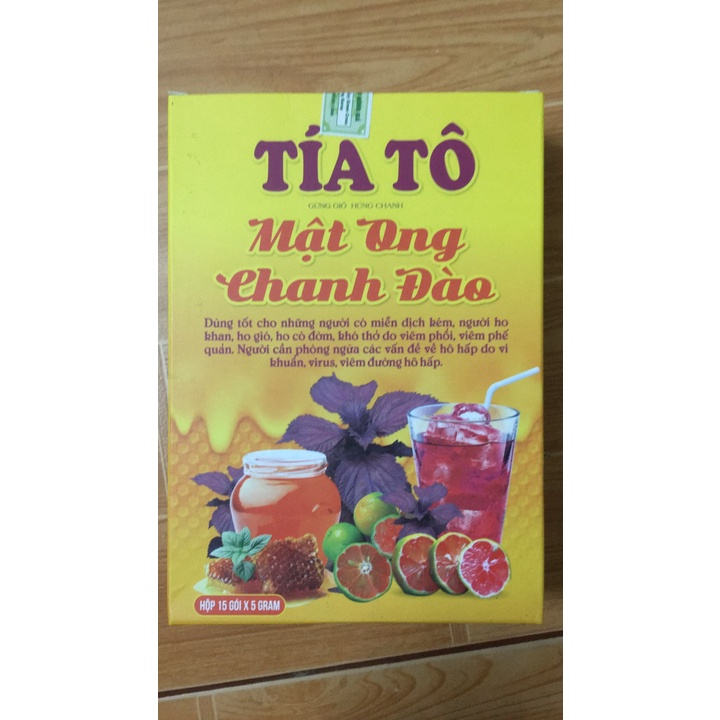 TÍA TÔ
GỪNG GIÓ HÚNG CHANH
Mật Ong
Chanh Đào
Dùng tốt cho những người có miễn dịch kém, người ho
khan, ho gió, ho có đờm, khó thở do viêm phổi, viêm phế
quản. Người cần phòng ngừa các vấn đề về hô hấp do vi
khuẩn, virus, viêm đường hô hấp.
HỘP 15 GÓI X 5 GRAM